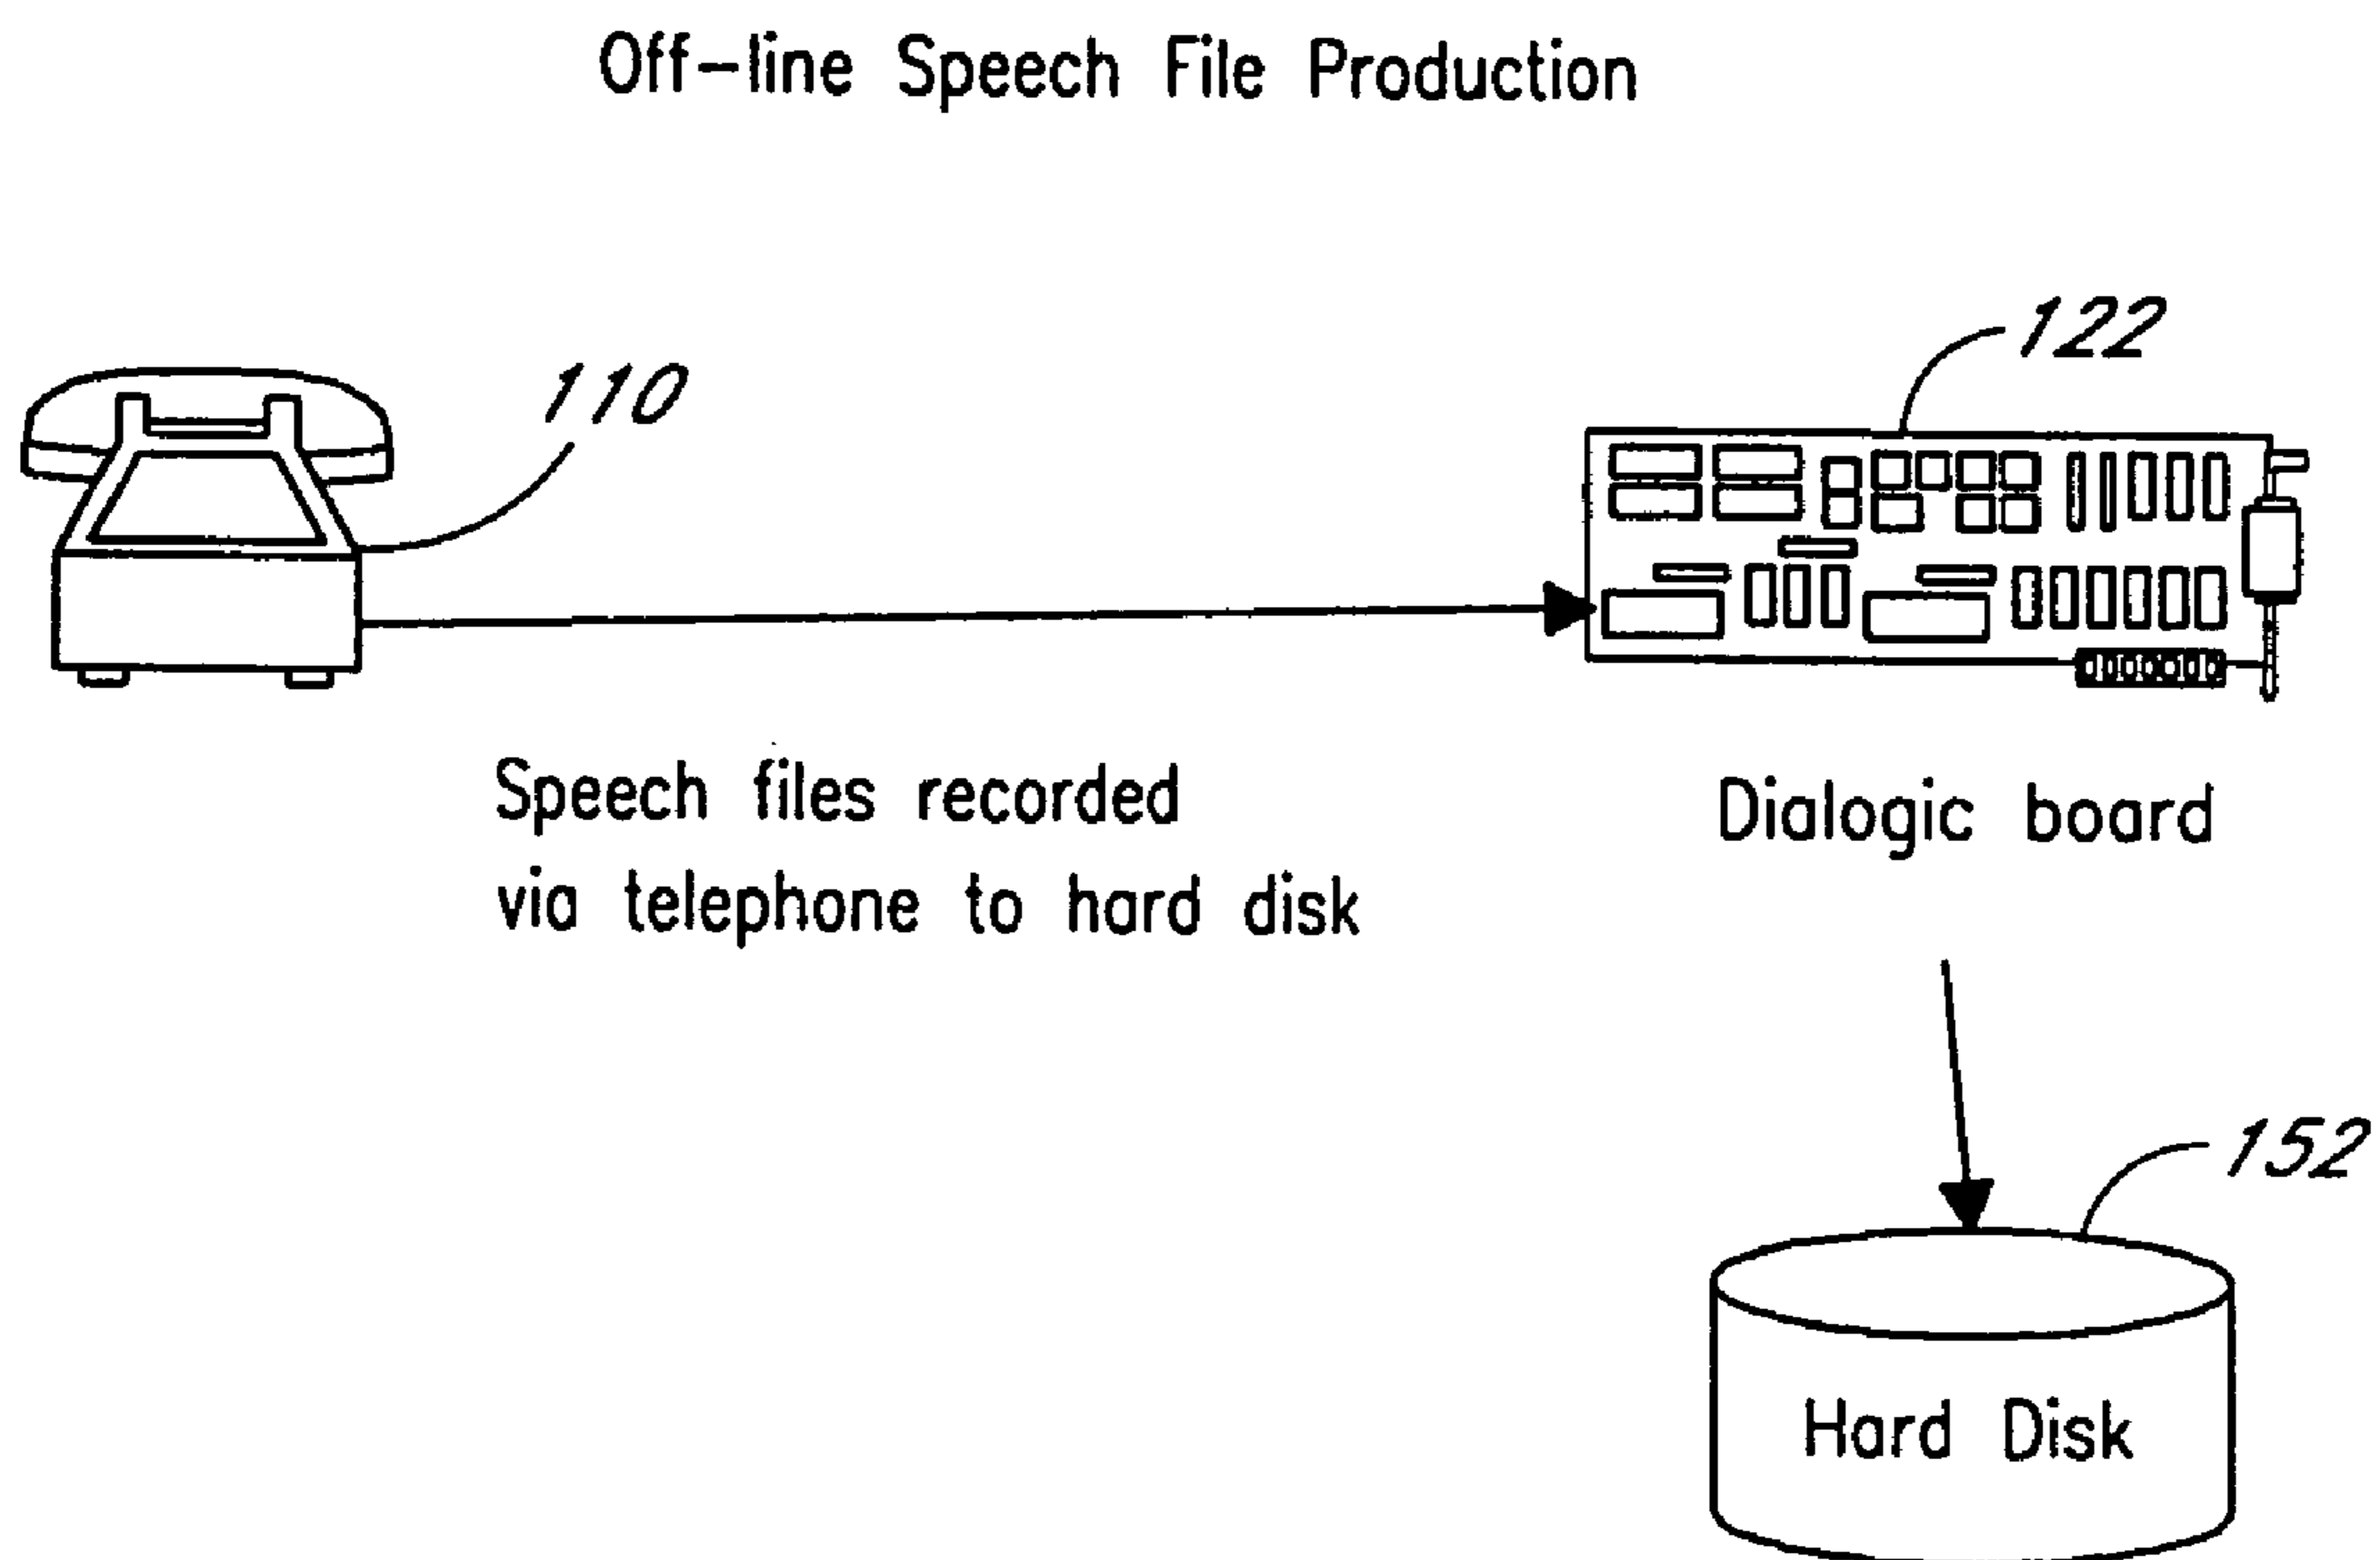 Off-line Speech File Production
122
110
Speech files recorded
via telephone to hard disk
Dialogic board
152
Hard Disk